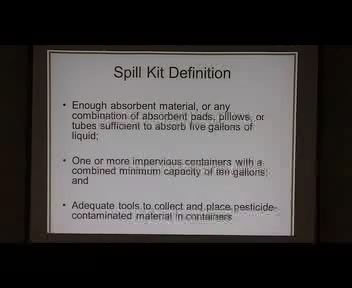 Spill Kit Definition
• Enough absorbent material, or any
combination of absorbent pads, pillows, or
tubes sufficient to absorb five gallons of
liquid;
• One or more impervious containers with a
combined minimum capacity of ten gallons;
and
• Adequate tools to collect and place pesticide-
contaminated material in containers